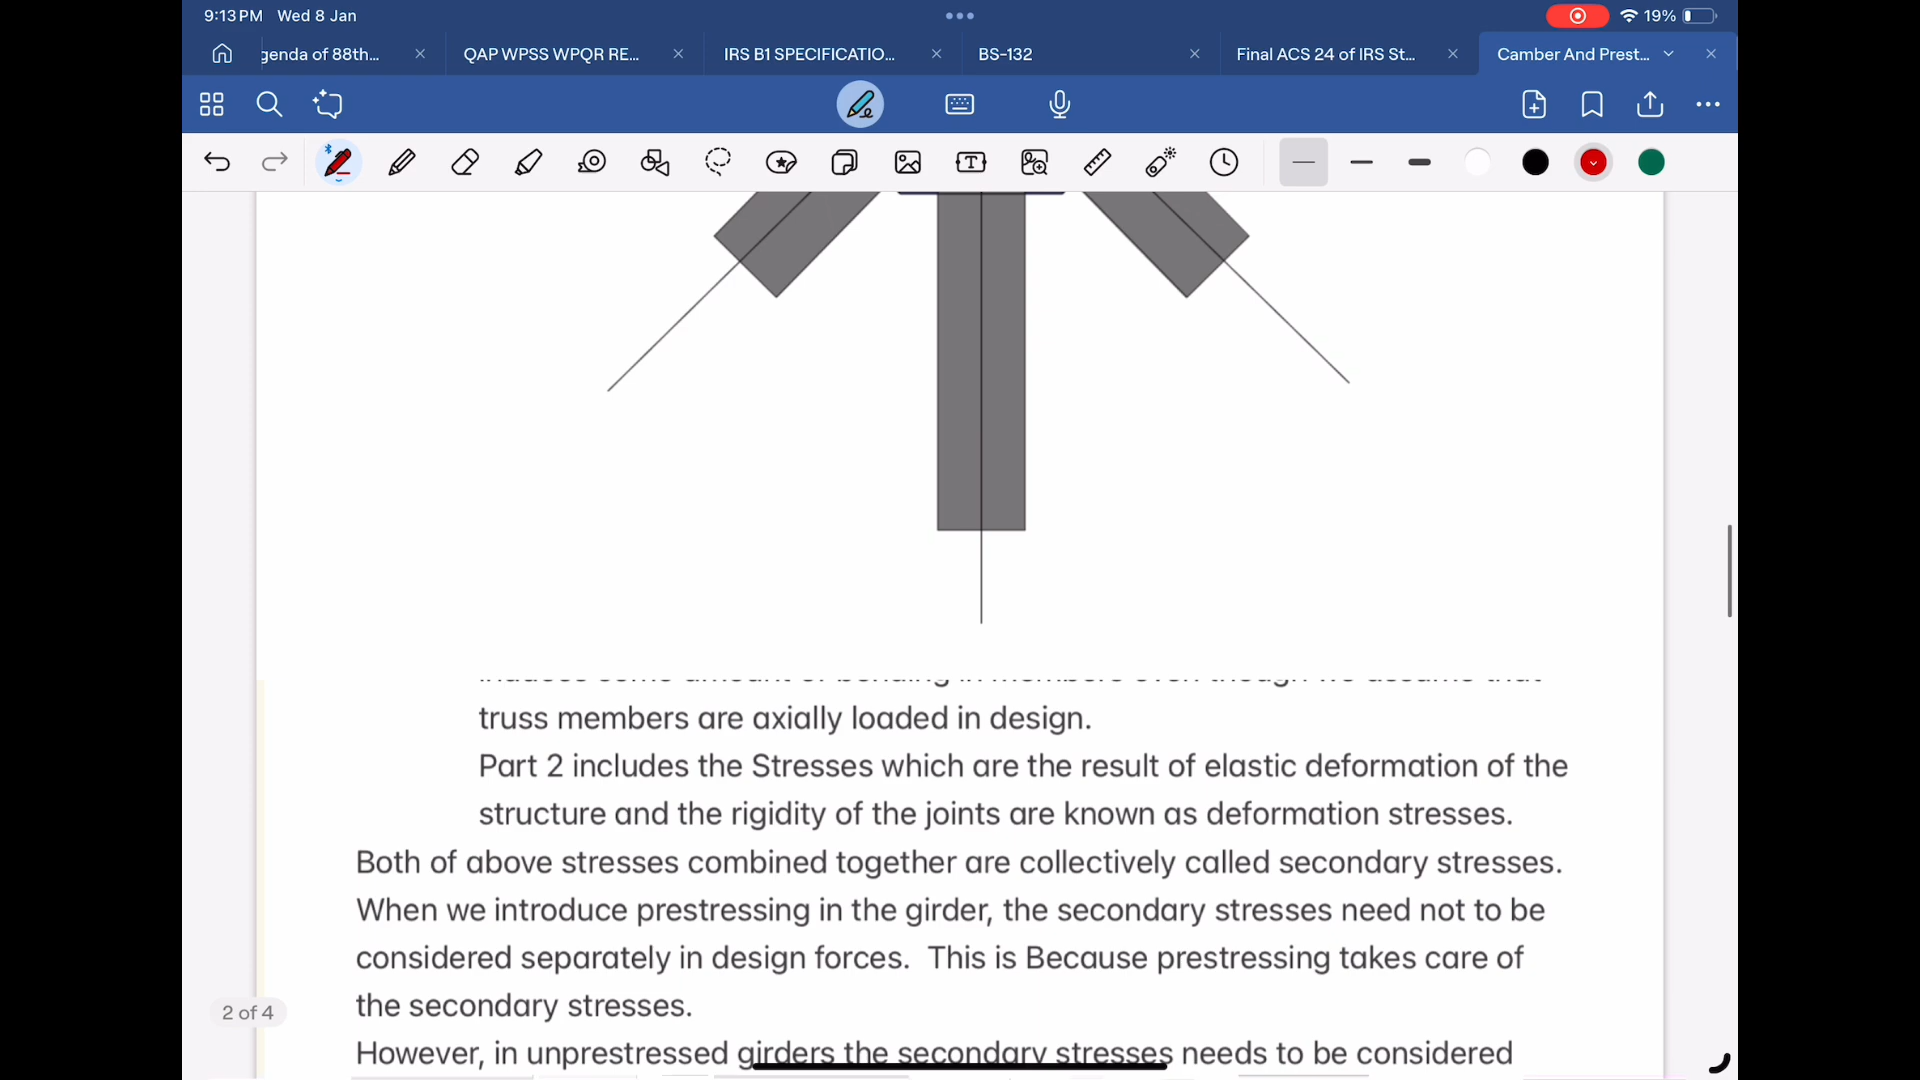 9:13 PM Wed 8 Jan
19%
genda of 88th...
QAP WPSS WPQR RE...
IRS B1 SPECIFICATIO...
BS-132
Final ACS 24 of IRS St...
Camber And Prest...
truss members are axially loaded in design.
Part 2 includes the Stresses which are the result of elastic deformation of the
structure and the rigidity of the joints are known as deformation stresses.
Both of above stresses combined together are collectively called secondary stresses.
When we introduce prestressing in the girder, the secondary stresses need not to be
considered separately in design forces.  This is Because prestressing takes care of
the secondary stresses.
2 of 4
However, in unprestressed girders the secondary stresses needs to be considered